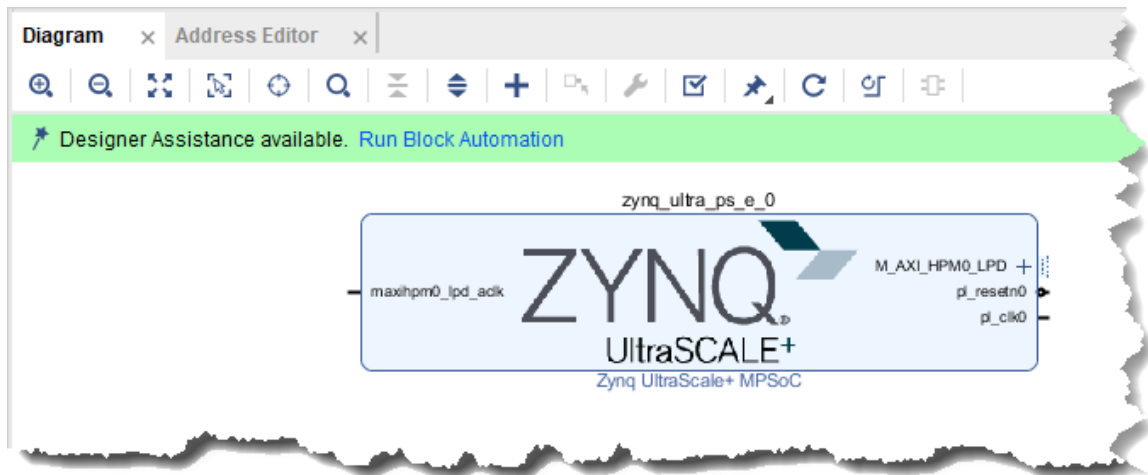 Diagram Address Editor
Designer Assistance available. Run Block Automation
zynq_ultra_ps_e_0
M_AXI_HPM0_LPD
maxihpm0_lpd_aclk
pl_resetn0
pl_clk0
ZYNQ
UltraSCALE+
Zynq UltraScale+ MPSoC